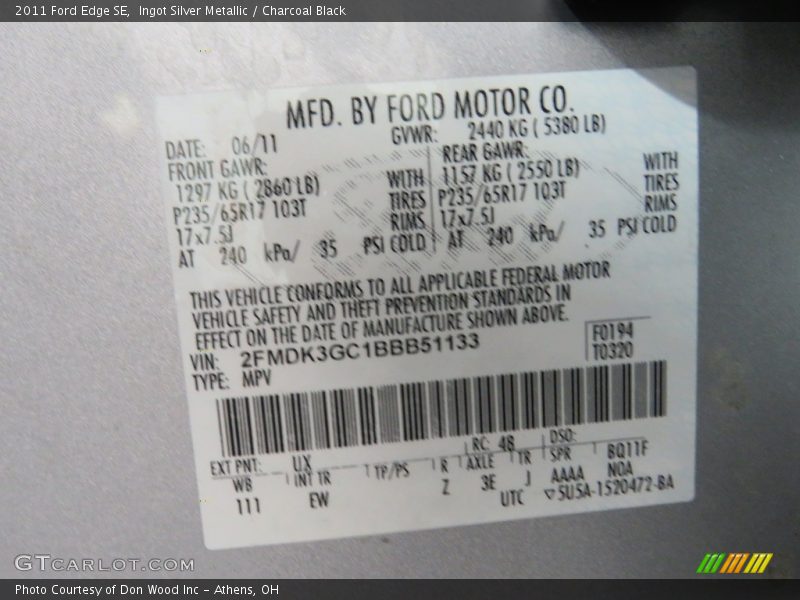 2011 Ford Edge SE, Ingot Silver Metallic / Charcoal Black
MFD. BY FORD MOTOR CO.
DATE: 06/11 GVWR: 2440 KG ( 5380 LB)
FRONT GAWR: REAR GAWR:
1297 KG ( 2860 LB) WITH 1157 KG ( 2550 LB) WITH
P235/65R17 103T TIRES P235/65R17 103T TIRES
17x7.5J RIMS 17x7.5J RIMS
AT 240 kPa/ 35 PSI COLD AT 240 kPa/ 35 PSI COLD
THIS VEHICLE CONFORMS TO ALL APPLICABLE FEDERAL MOTOR
VEHICLE SAFETY AND THEFT PREVENTION STANDARDS IN
EFFECT ON THE DATE OF MANUFACTURE SHOWN ABOVE.
VIN: 2FMDK3GC1BBB51133 F0194
TYPE: MPV T0320
EXT PNT: UX RC: 48 DSO:
WB INT TR TP/PS R AXLE TR SPR BQ11F
111 EW Z 3E J AAAA N0A
UTC ▽5U5A-1520472-BA
GTCARLOT.COM
Photo Courtesy of Don Wood Inc – Athens, OH